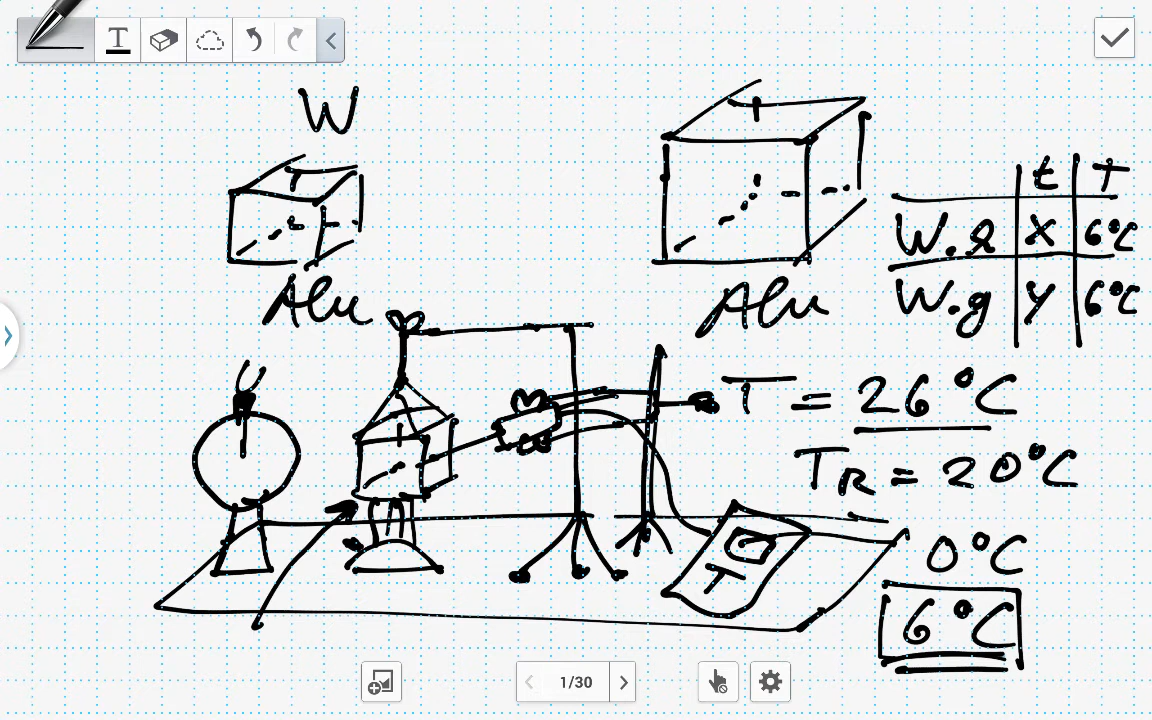 W
Alu
Alu
t T
W.l X 6°C
W.g Y 6°C
T = 26°C
TR = 20°C
0°C
6°C
T
1/30